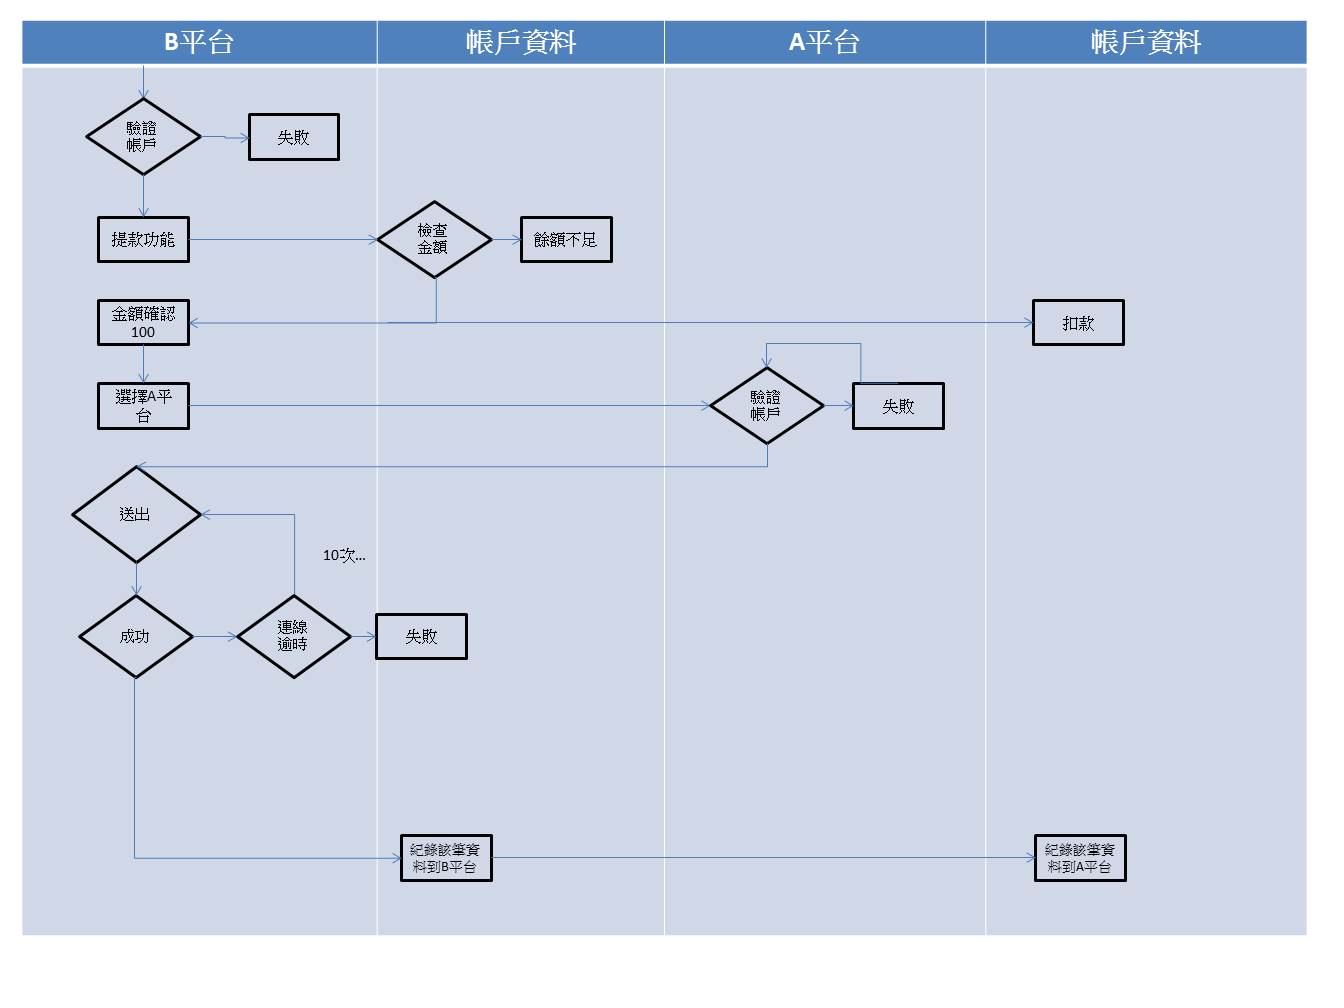 B平台
帳戶資料
A平台
帳戶資料
驗證
帳戶
失敗
提款功能
檢查
金額
餘額不足
金額確認
100
扣款
選擇A平
台
驗證
帳戶
失敗
送出
10次...
成功
連線
逾時
失敗
紀錄該筆資
料到B平台
紀錄該筆資
料到A平台